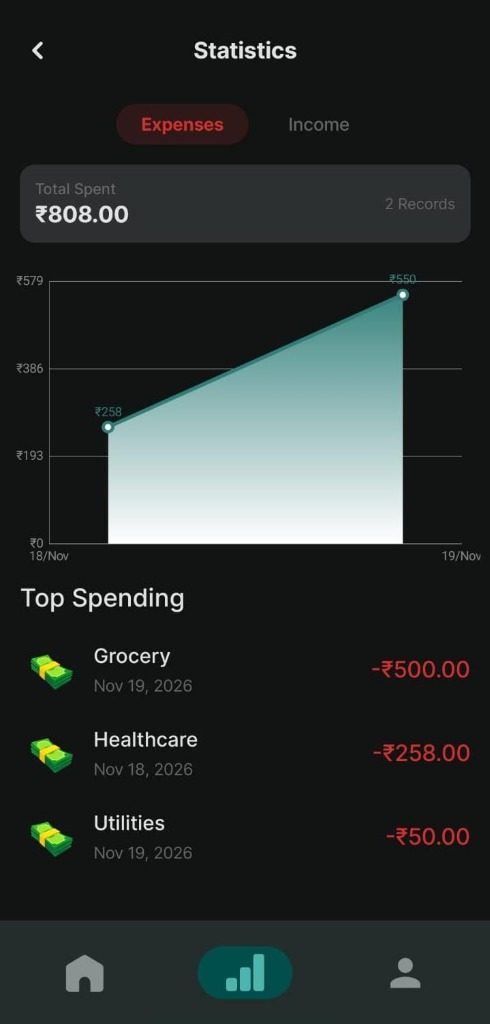 Statistics
Expenses
Income
Total Spent
₹808.00
2 Records
₹579
₹550
₹386
₹258
₹193
₹0
18/Nov
19/Nov
Top Spending
Grocery
-₹500.00
Nov 19, 2026
Healthcare
-₹258.00
Nov 18, 2026
Utilities
-₹50.00
Nov 19, 2026